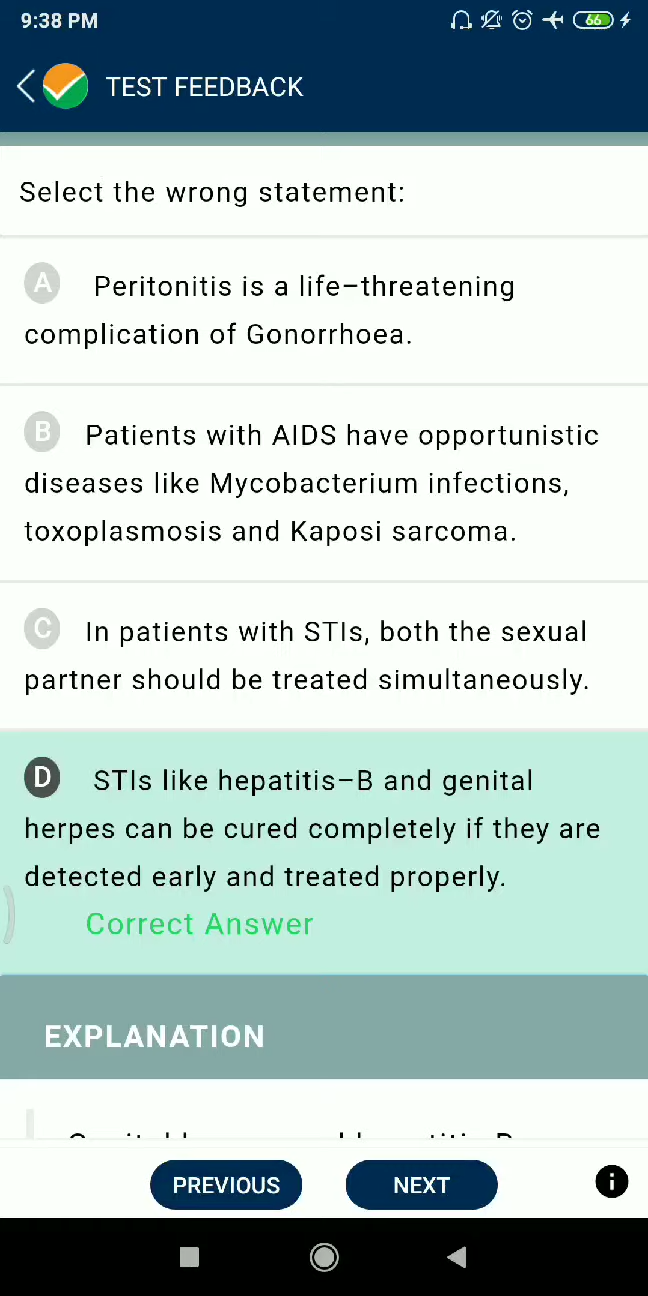 9:38 PM
66
TEST FEEDBACK
Select the wrong statement:
A Peritonitis is a life–threatening
complication of Gonorrhoea.
B Patients with AIDS have opportunistic
diseases like Mycobacterium infections,
toxoplasmosis and Kaposi sarcoma.
C In patients with STIs, both the sexual
partner should be treated simultaneously.
D STIs like hepatitis–B and genital
herpes can be cured completely if they are
detected early and treated properly.
Correct Answer
EXPLANATION
PREVIOUS
NEXT